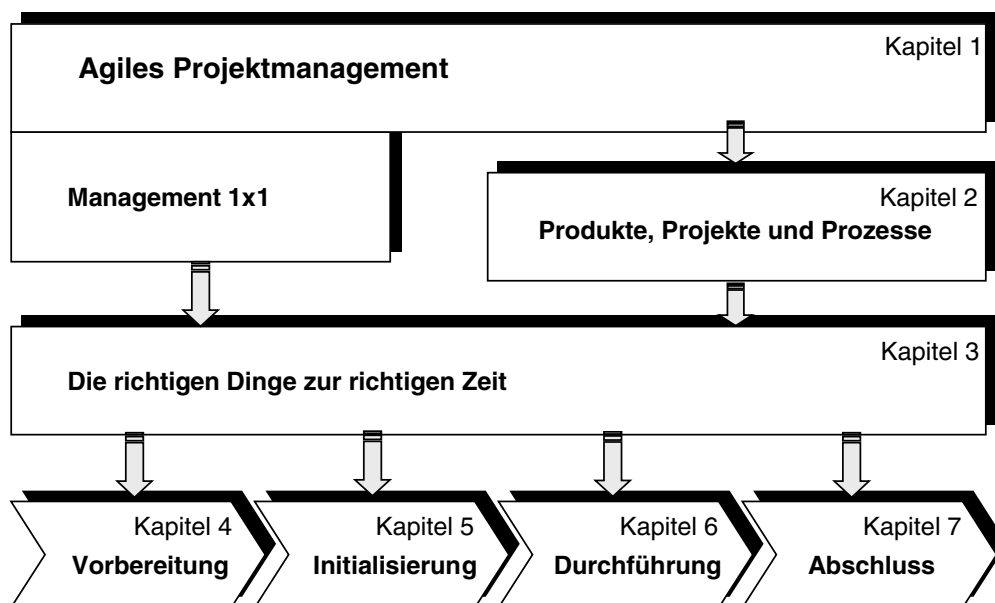 Kapitel 1
Agiles Projektmanagement
Management 1x1
Kapitel 2
Produkte, Projekte und Prozesse
Kapitel 3
Die richtigen Dinge zur richtigen Zeit
Kapitel 4
Vorbereitung
Kapitel 5
Initialisierung
Kapitel 6
Durchführung
Kapitel 7
Abschluss